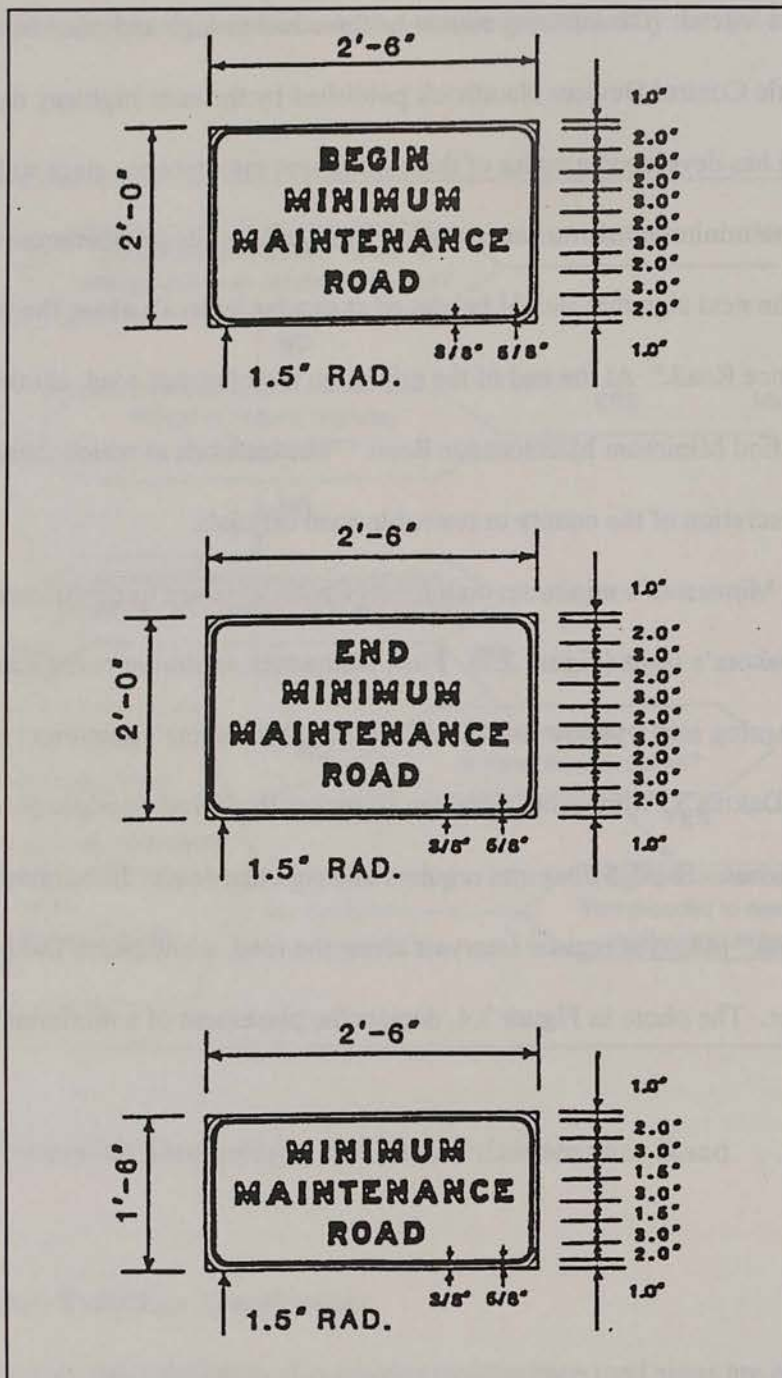 2'-6"
1.0"
2'-0"
BEGIN
MINIMUM
MAINTENANCE
ROAD
2.0"
3.0"
2.0"
3.0"
2.0"
3.0"
2.0"
3.0"
2.0"
3/8" 5/8"
1.0"
1.5" RAD.
2'-6"
1.0"
2'-0"
END
MINIMUM
MAINTENANCE
ROAD
2.0"
3.0"
2.0"
3.0"
2.0"
3.0"
2.0"
3.0"
2.0"
3/8" 5/8"
1.0"
1.5" RAD.
2'-6"
1.0"
1'-6"
MINIMUM
MAINTENANCE
ROAD
2.0"
3.0"
1.5"
3.0"
1.5"
3.0"
2.0"
3/8" 5/8"
1.0"
1.5" RAD.